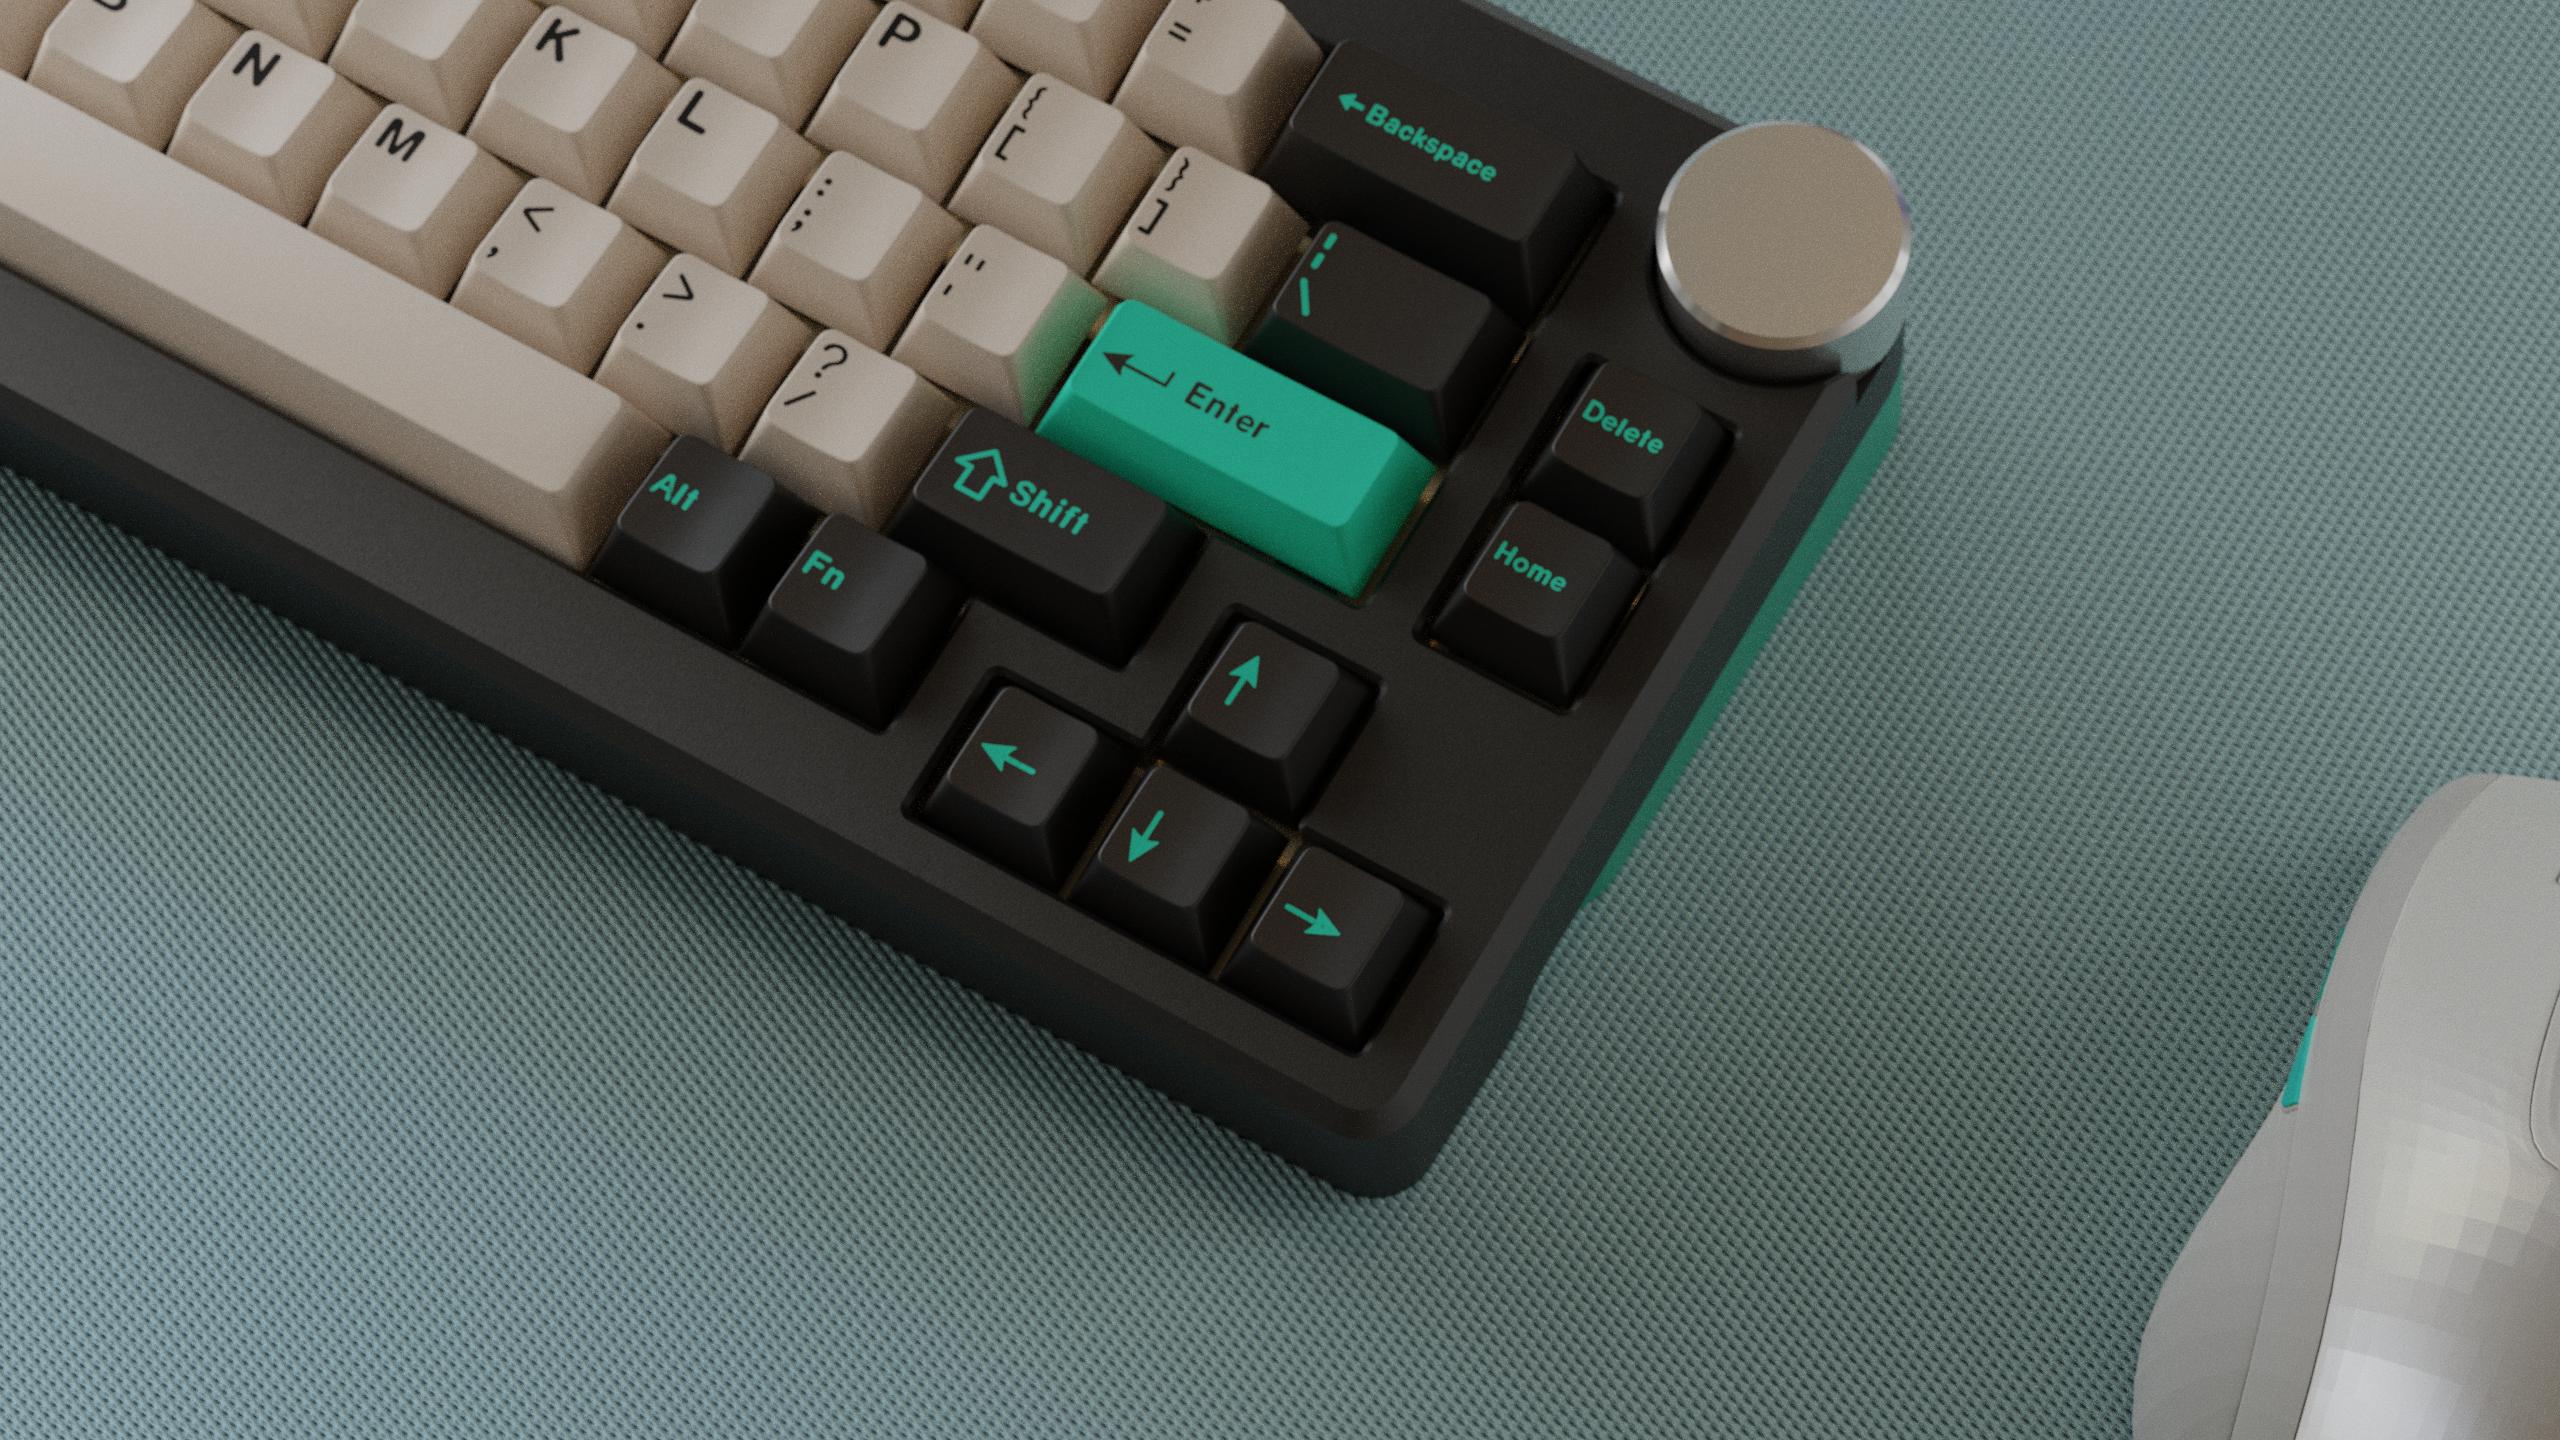 +
=
←Backspace
P
{
[
}
]
|
\
K
L
:
;
"
'
← Enter
Delete
N
M
<
,
>
.
?
/
⇧ Shift
Home
Alt
Fn
↑
←
↓
→